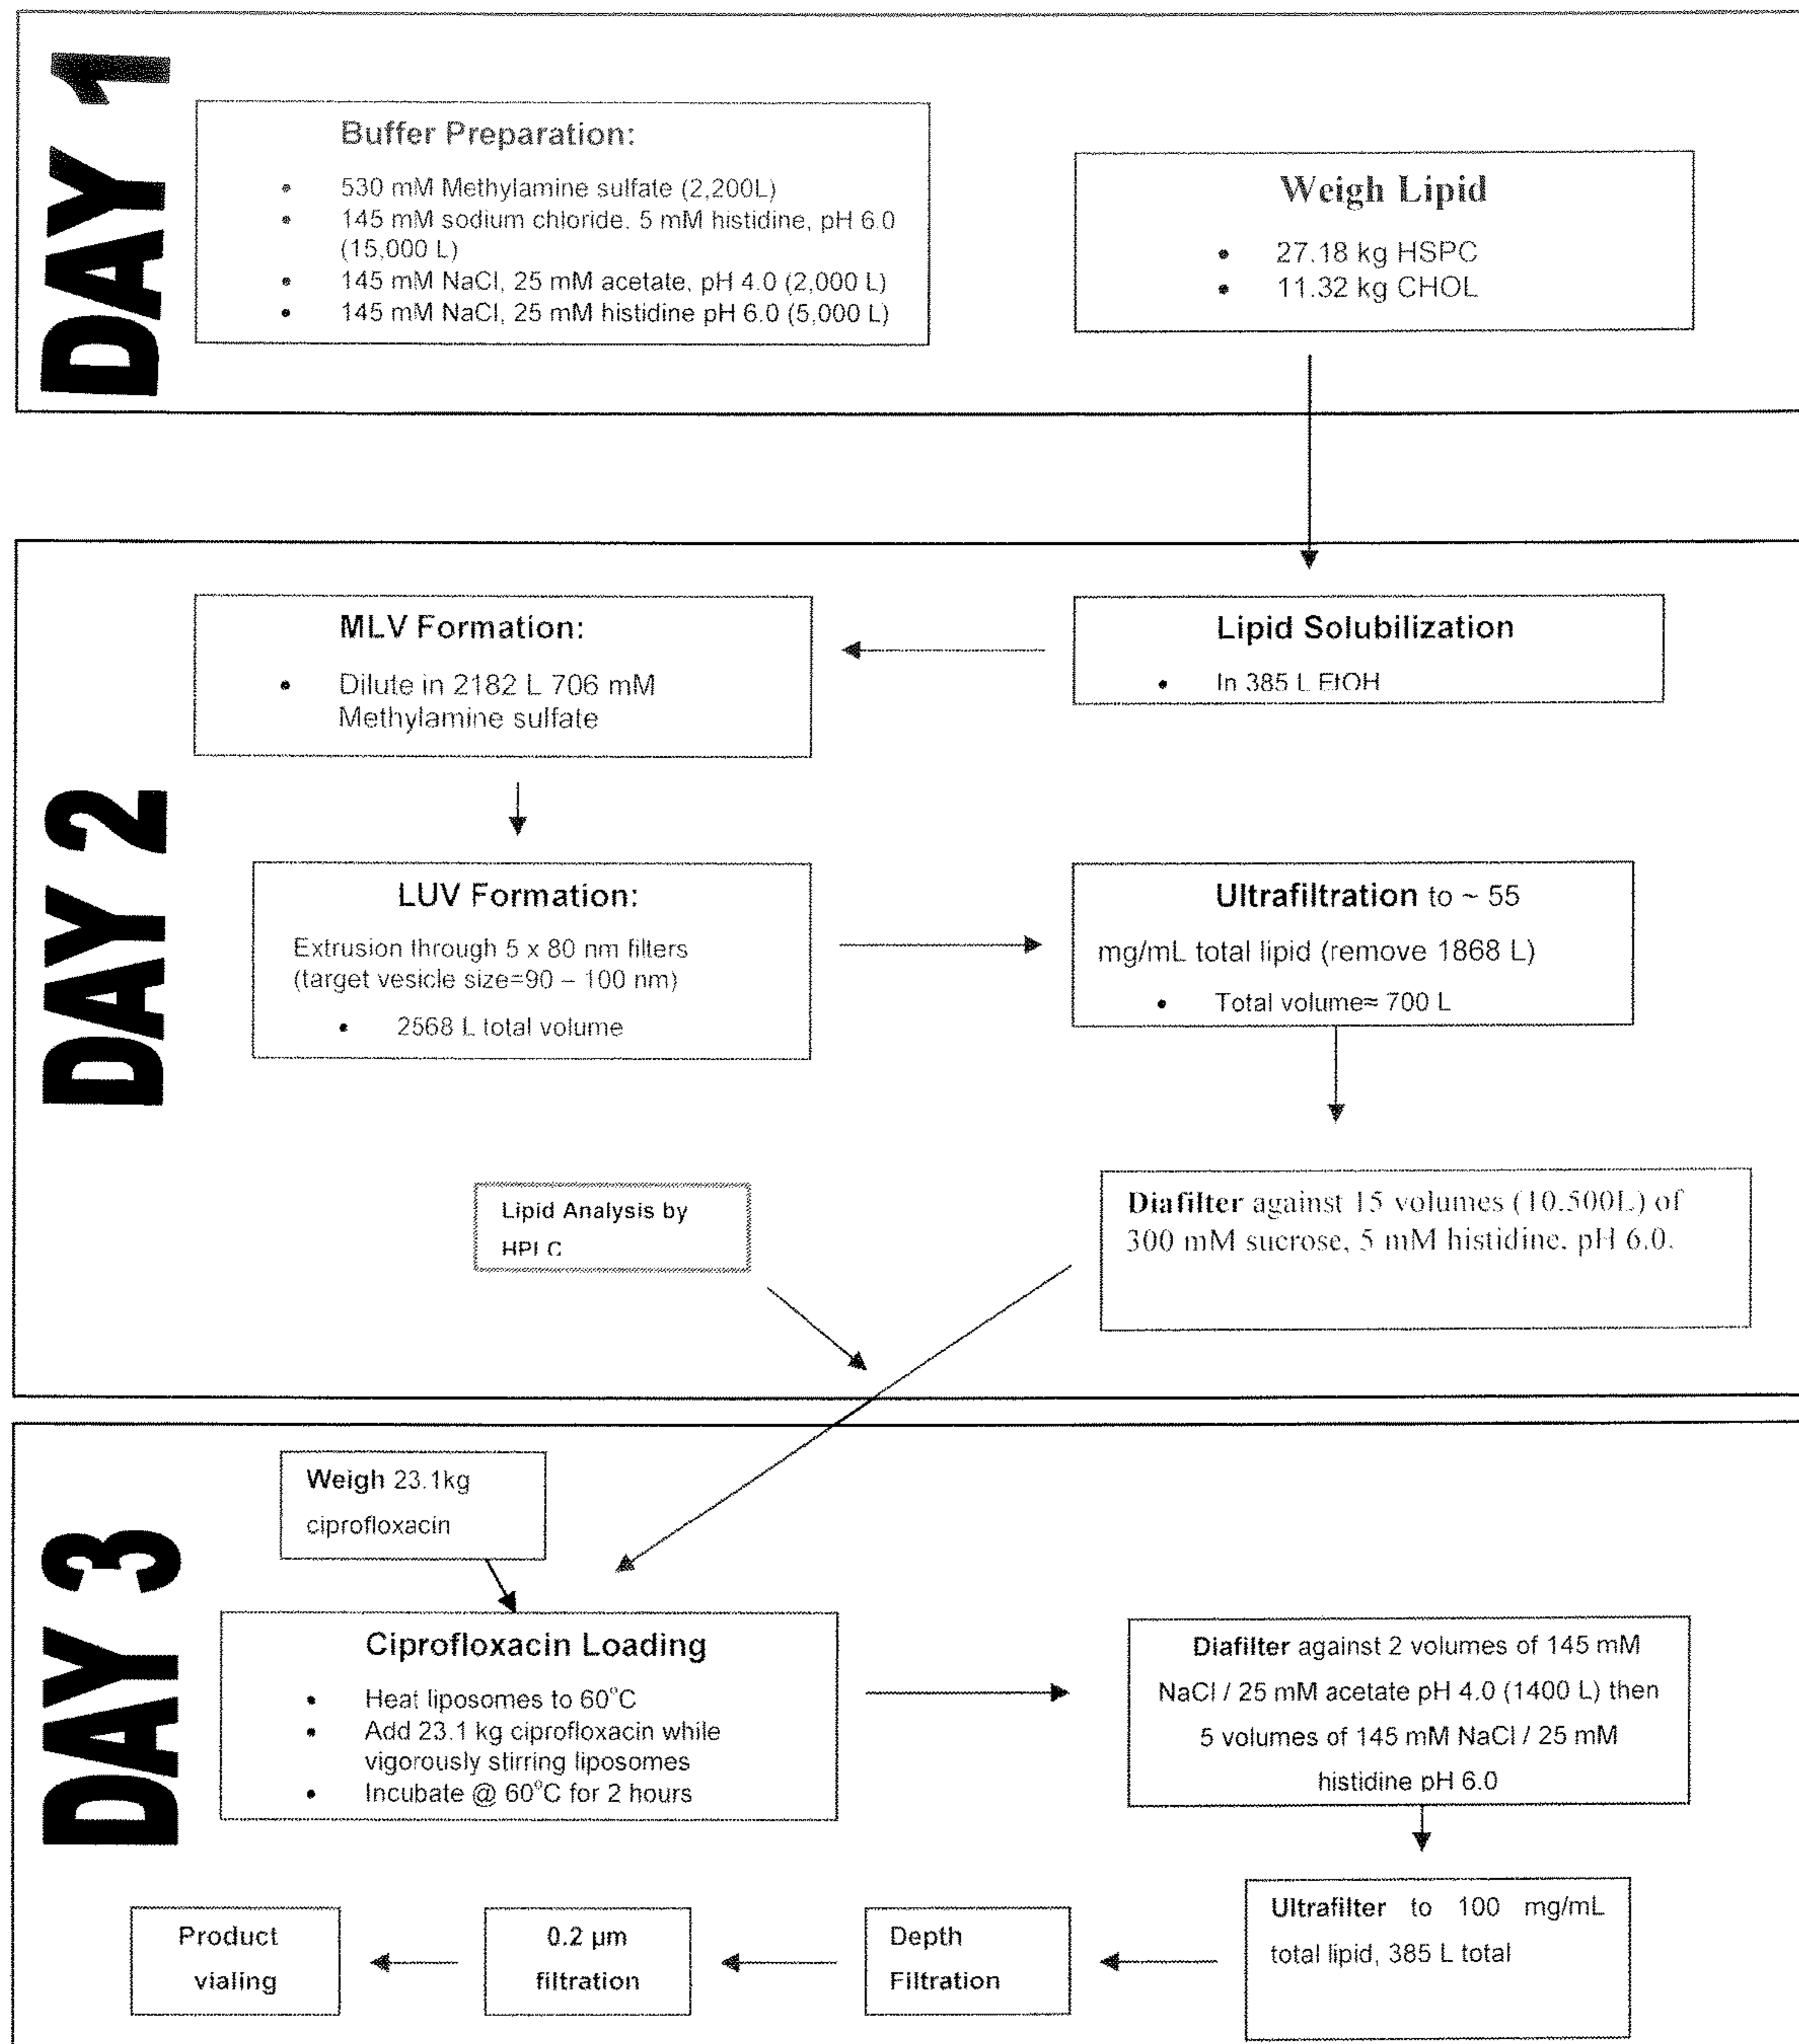 DAY 1
Buffer Preparation:
• 530 mM Methylamine sulfate (2,200L)
• 145 mM sodium chloride. 5 mM histidine, pH 6.0
(15,000 L)
• 145 mM NaCl, 25 mM acetate, pH 4.0 (2,000 L)
• 145 mM NaCl, 25 mM histidine pH 6.0 (5,000 L)
Weigh Lipid
• 27.18 kg HSPC
• 11.32 kg CHOL
DAY 2
MLV Formation:
• Dilute in 2182 L 706 mM
Methylamine sulfate
Lipid Solubilization
• In 385 L EtOH
LUV Formation:
Extrusion through 5 x 80 nm filters
(target vesicle size=90 – 100 nm)
• 2568 L total volume
Ultrafiltration to ~ 55
mg/mL total lipid (remove 1868 L)
• Total volume≈ 700 L
Lipid Analysis by
HPLC
Diafilter against 15 volumes (10.500L) of
300 mM sucrose, 5 mM histidine. pH 6.0.
DAY 3
Weigh 23.1kg
ciprofloxacin
Ciprofloxacin Loading
• Heat liposomes to 60°C
• Add 23.1 kg ciprofloxacin while
vigorously stirring liposomes
• Incubate @ 60°C for 2 hours
Diafilter against 2 volumes of 145 mM
NaCl / 25 mM acetate pH 4.0 (1400 L) then
5 volumes of 145 mM NaCl / 25 mM
histidine pH 6.0
Ultrafilter to 100 mg/mL
total lipid, 385 L total
Depth
Filtration
0.2 µm
filtration
Product
vialing